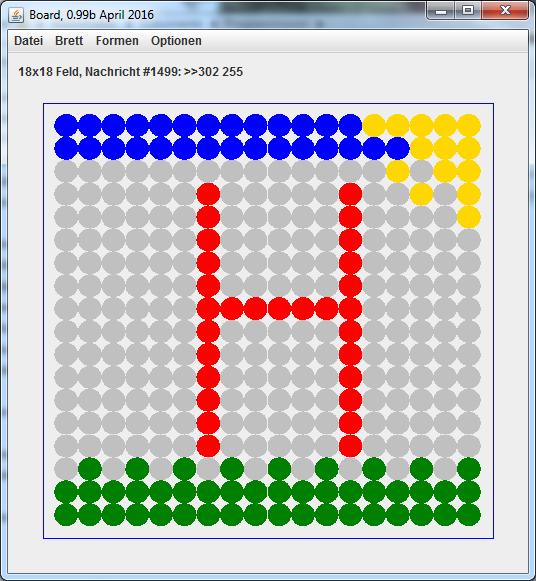 Board, 0.99b April 2016
Datei Brett Formen Optionen
18x18 Feld, Nachricht #1499: >>302 255
H